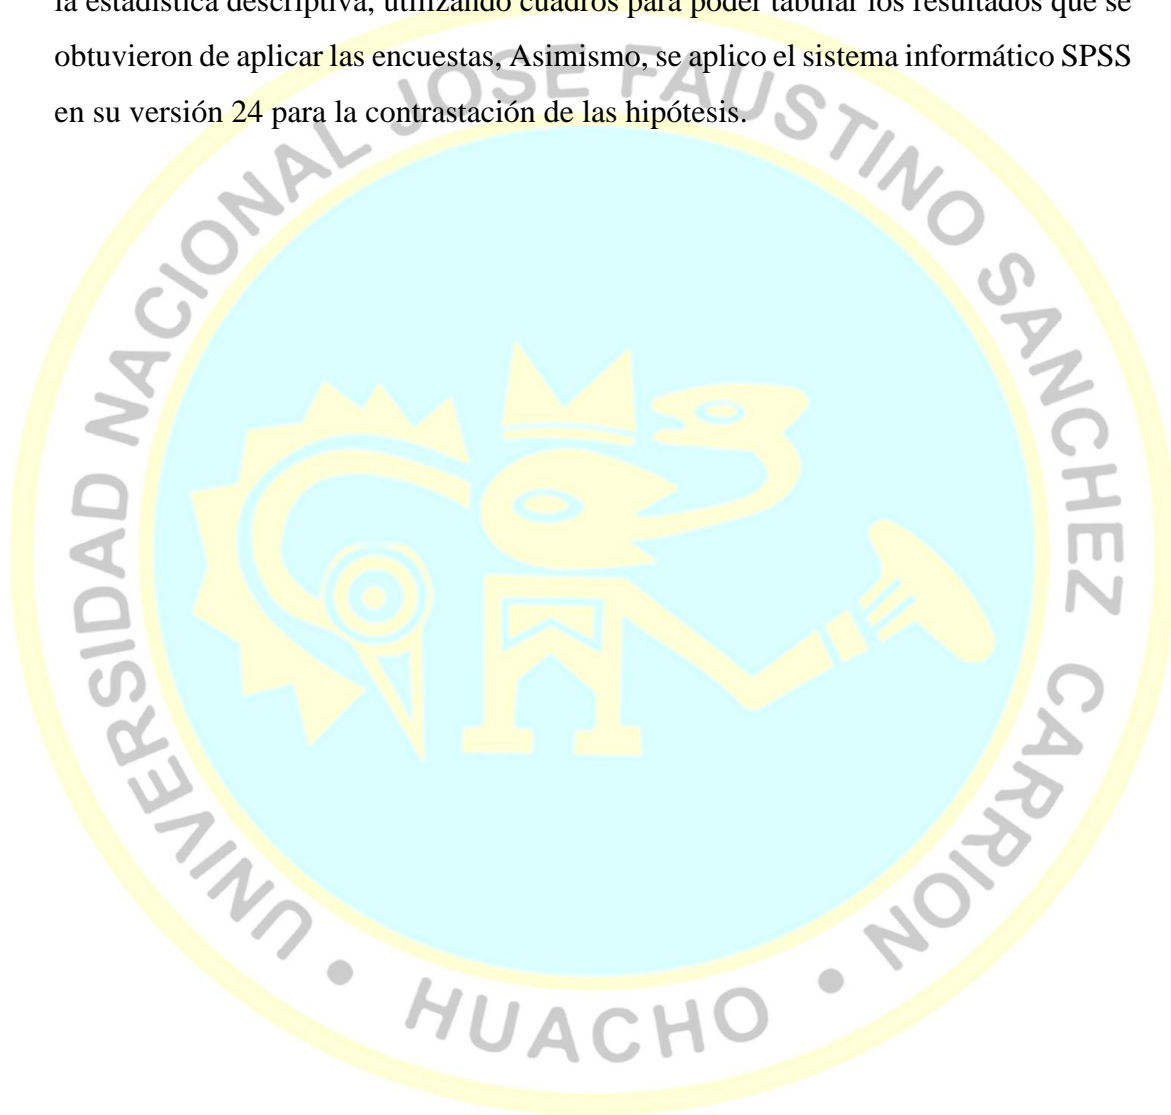 la estadística descriptiva, utilizando cuadros para poder tabular los resultados que se
obtuvieron de aplicar las encuestas, Asimismo, se aplico el sistema informático SPSS
en su versión 24 para la contrastación de las hipótesis.
UNIVERSIDAD NACIONAL JOSE FAUSTINO SANCHEZ CARRION • HUACHO •